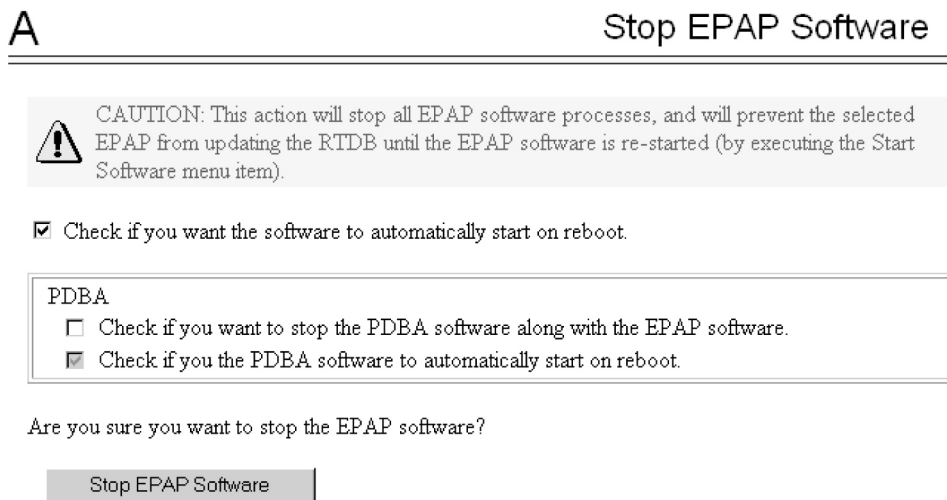 A
Stop EPAP Software
CAUTION: This action will stop all EPAP software processes, and will prevent the selected
EPAP from updating the RTDB until the EPAP software is re-started (by executing the Start
Software menu item).
Check if you want the software to automatically start on reboot.
PDBA
Check if you want to stop the PDBA software along with the EPAP software.
Check if you the PDBA software to automatically start on reboot.
Are you sure you want to stop the EPAP software?
Stop EPAP Software